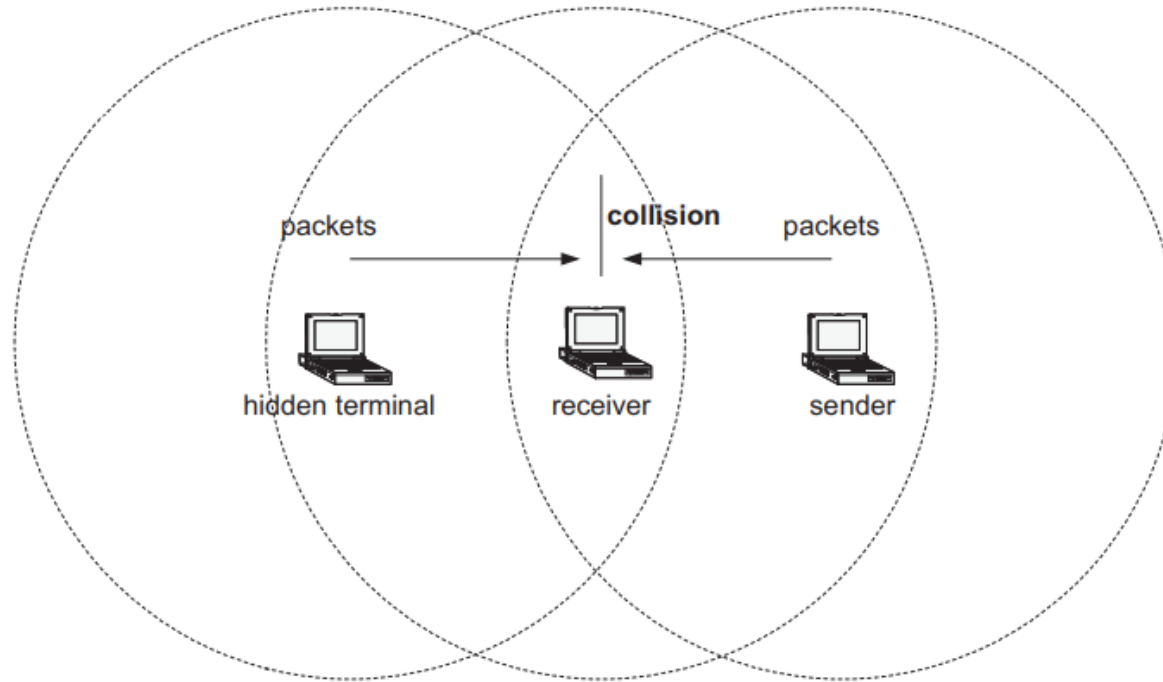 collision
packets
packets
hidden terminal
receiver
sender